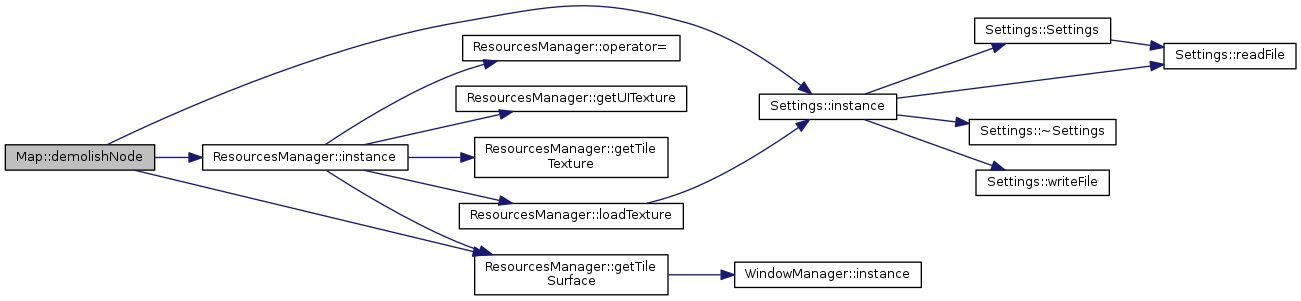 Map::demolishNode
ResourcesManager::instance
ResourcesManager::operator=
ResourcesManager::getUITexture
ResourcesManager::getTile
Texture
ResourcesManager::loadTexture
ResourcesManager::getTile
Surface
Settings::instance
WindowManager::instance
Settings::Settings
Settings::~Settings
Settings::writeFile
Settings::readFile